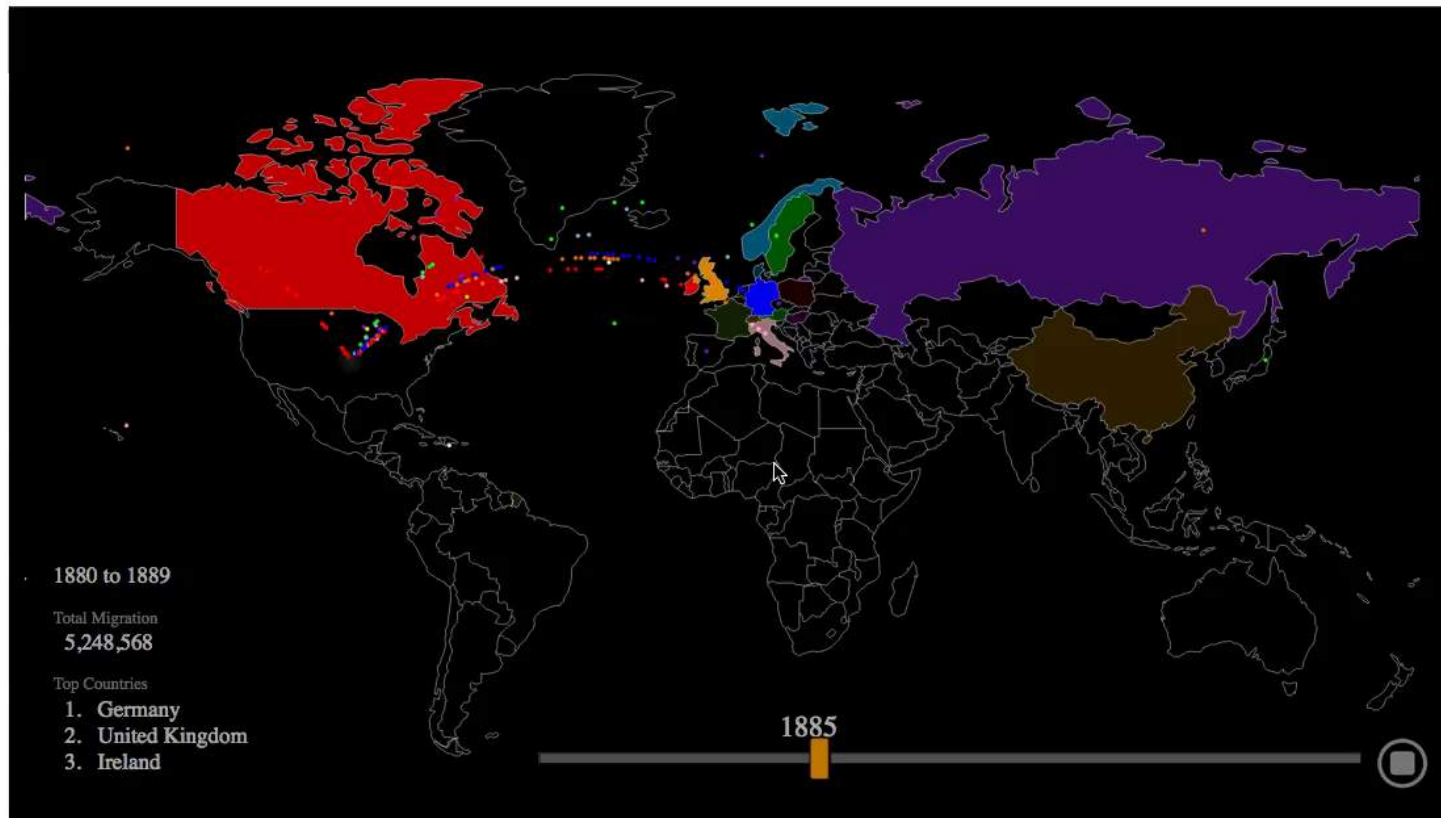 1880 to 1889
Total Migration
5,248,568
Top Countries
1. Germany
2. United Kingdom
3. Ireland
1885